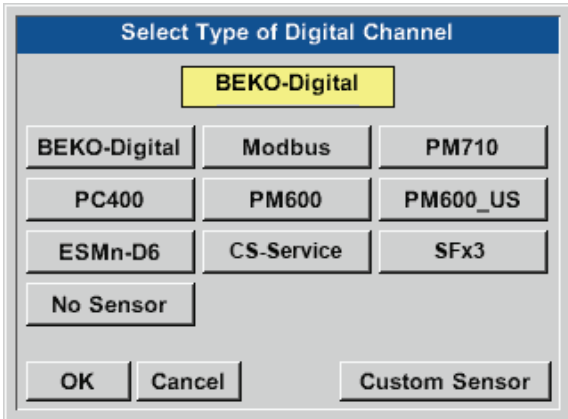 Select Type of Digital Channel
BEKO-Digital
BEKO-Digital Modbus PM710
PC400 PM600 PM600_US
ESMn-D6 CS-Service SFx3
No Sensor
OK Cancel Custom Sensor